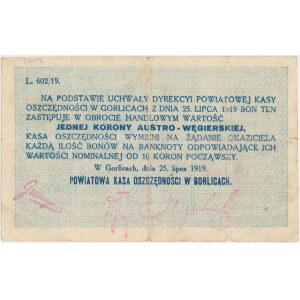 L. 602/19.
NA PODSTAWIE UCHWAŁY DYREKCYI POWIATOWEJ KASY
OSZCZĘDNOŚCI W GORLICACH Z DNIA 25. LIPCA 1919 BON TEN
ZASTĘPUJE W OBROCIE HANDLOWYM WARTOŚĆ
JEDNEJ KORONY AUSTRO-WĘGIERSKIEJ.
KASA OSZCZĘDNOŚCI WYMIENI NA ŻĄDANIE OKAZICIELA
KAŻDĄ ILOŚĆ BONÓW NA BANKNOTY ODPOWIADAJĄCE ICH
WARTOŚCI NOMINALNEJ OD 10 KORON POCZĄWSZY.
W Gorlicach, dnia 25. lipca 1919.
POWIATOWA KASA OSZCZĘDNOŚCI W GORLICACH.